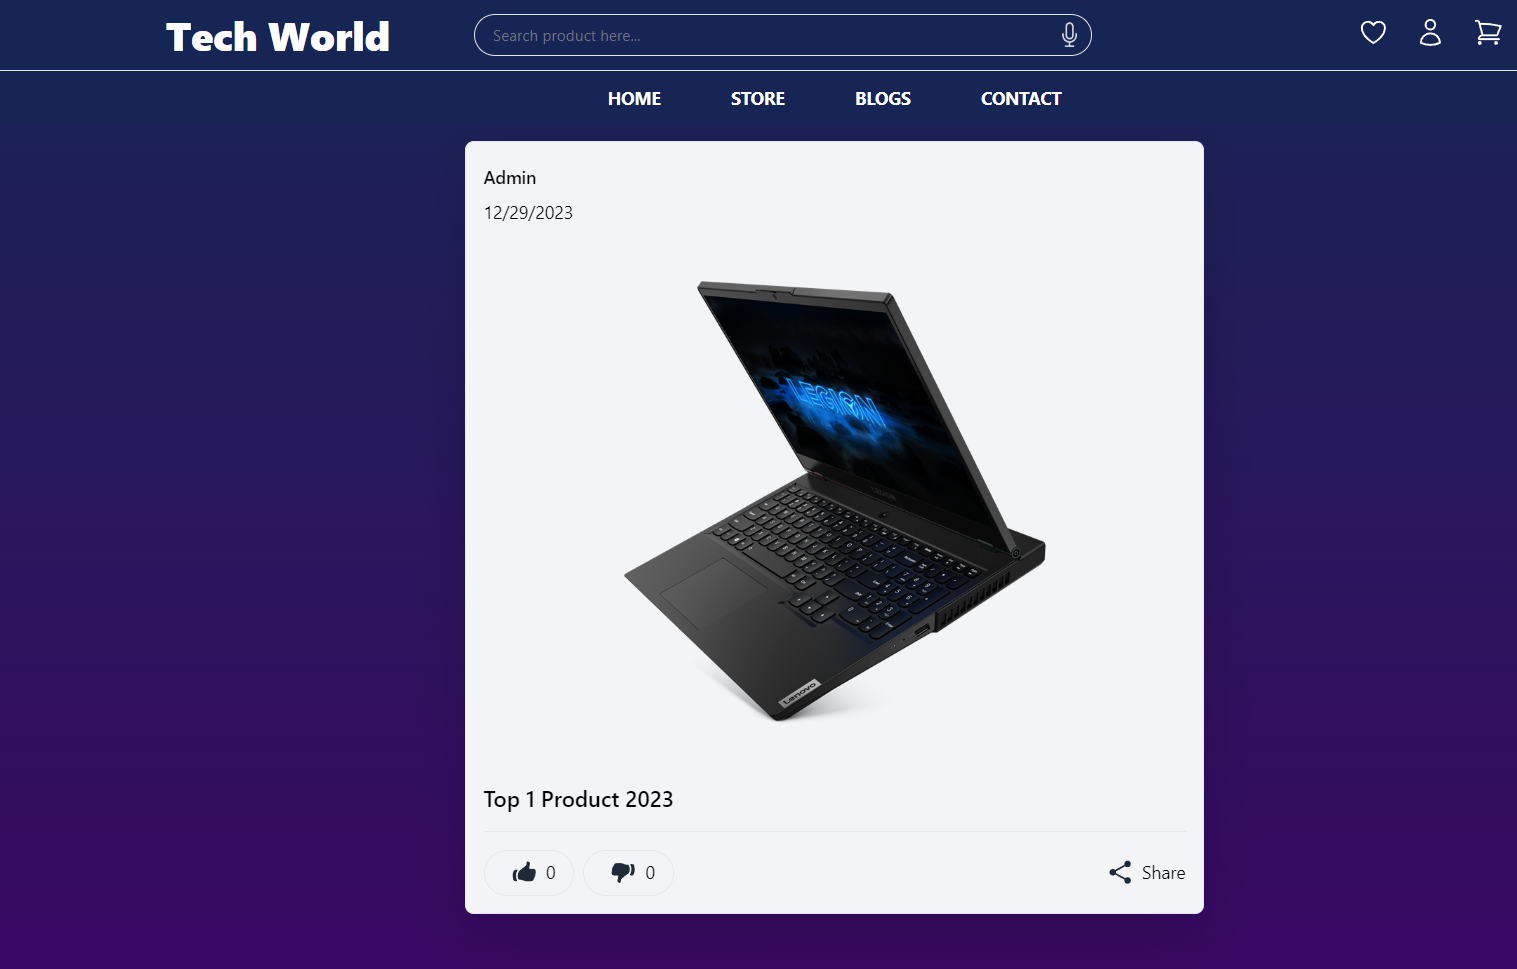 Tech World
Search product here...
HOME
STORE
BLOGS
CONTACT
Admin
12/29/2023
LEGION
Lenovo
Top 1 Product 2023
0
0
Share